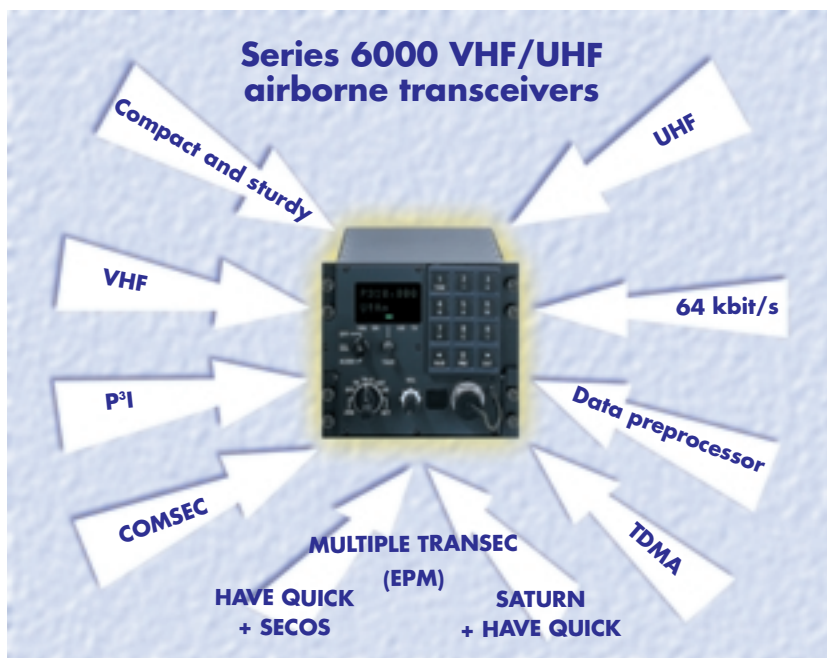 Series 6000 VHF/UHF
airborne transceivers
Compact and sturdy
UHF
VHF
64 kbit/s
P³I
Data preprocessor
COMSEC
TDMA
MULTIPLE TRANSEC
(EPM)
HAVE QUICK
+ SECOS
SATURN
+ HAVE QUICK